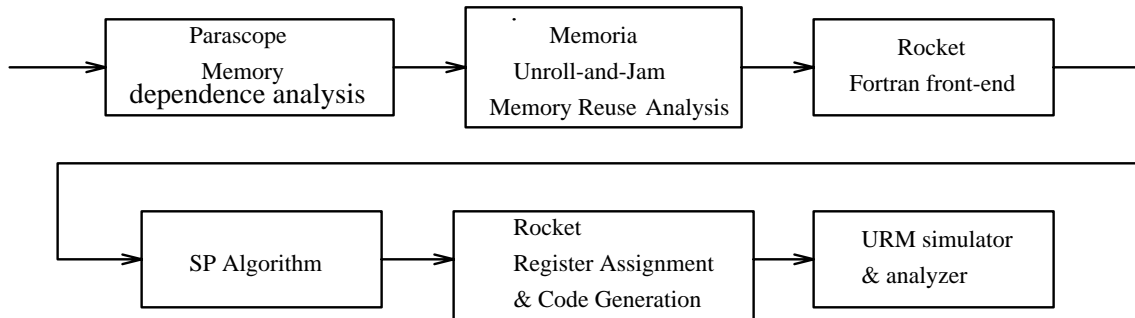 Parascope
Memory
dependence analysis
Memoria
Unroll-and-Jam
Memory Reuse Analysis
Rocket
Fortran front-end
SP Algorithm
Rocket
Register Assignment
& Code Generation
URM simulator
& analyzer